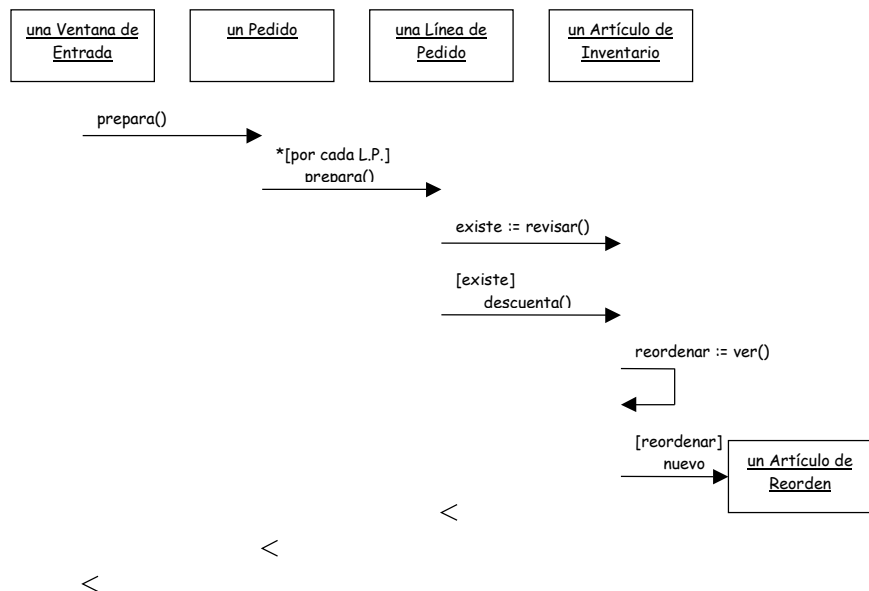 una Ventana de
Entrada
un Pedido
una Línea de
Pedido
un Artículo de
Inventario
prepara()
*[por cada L.P.]
prepara()
existe := revisar()
[existe]
descuenta()
reordenar := ver()
[reordenar]
nuevo
un Artículo de
Reorden